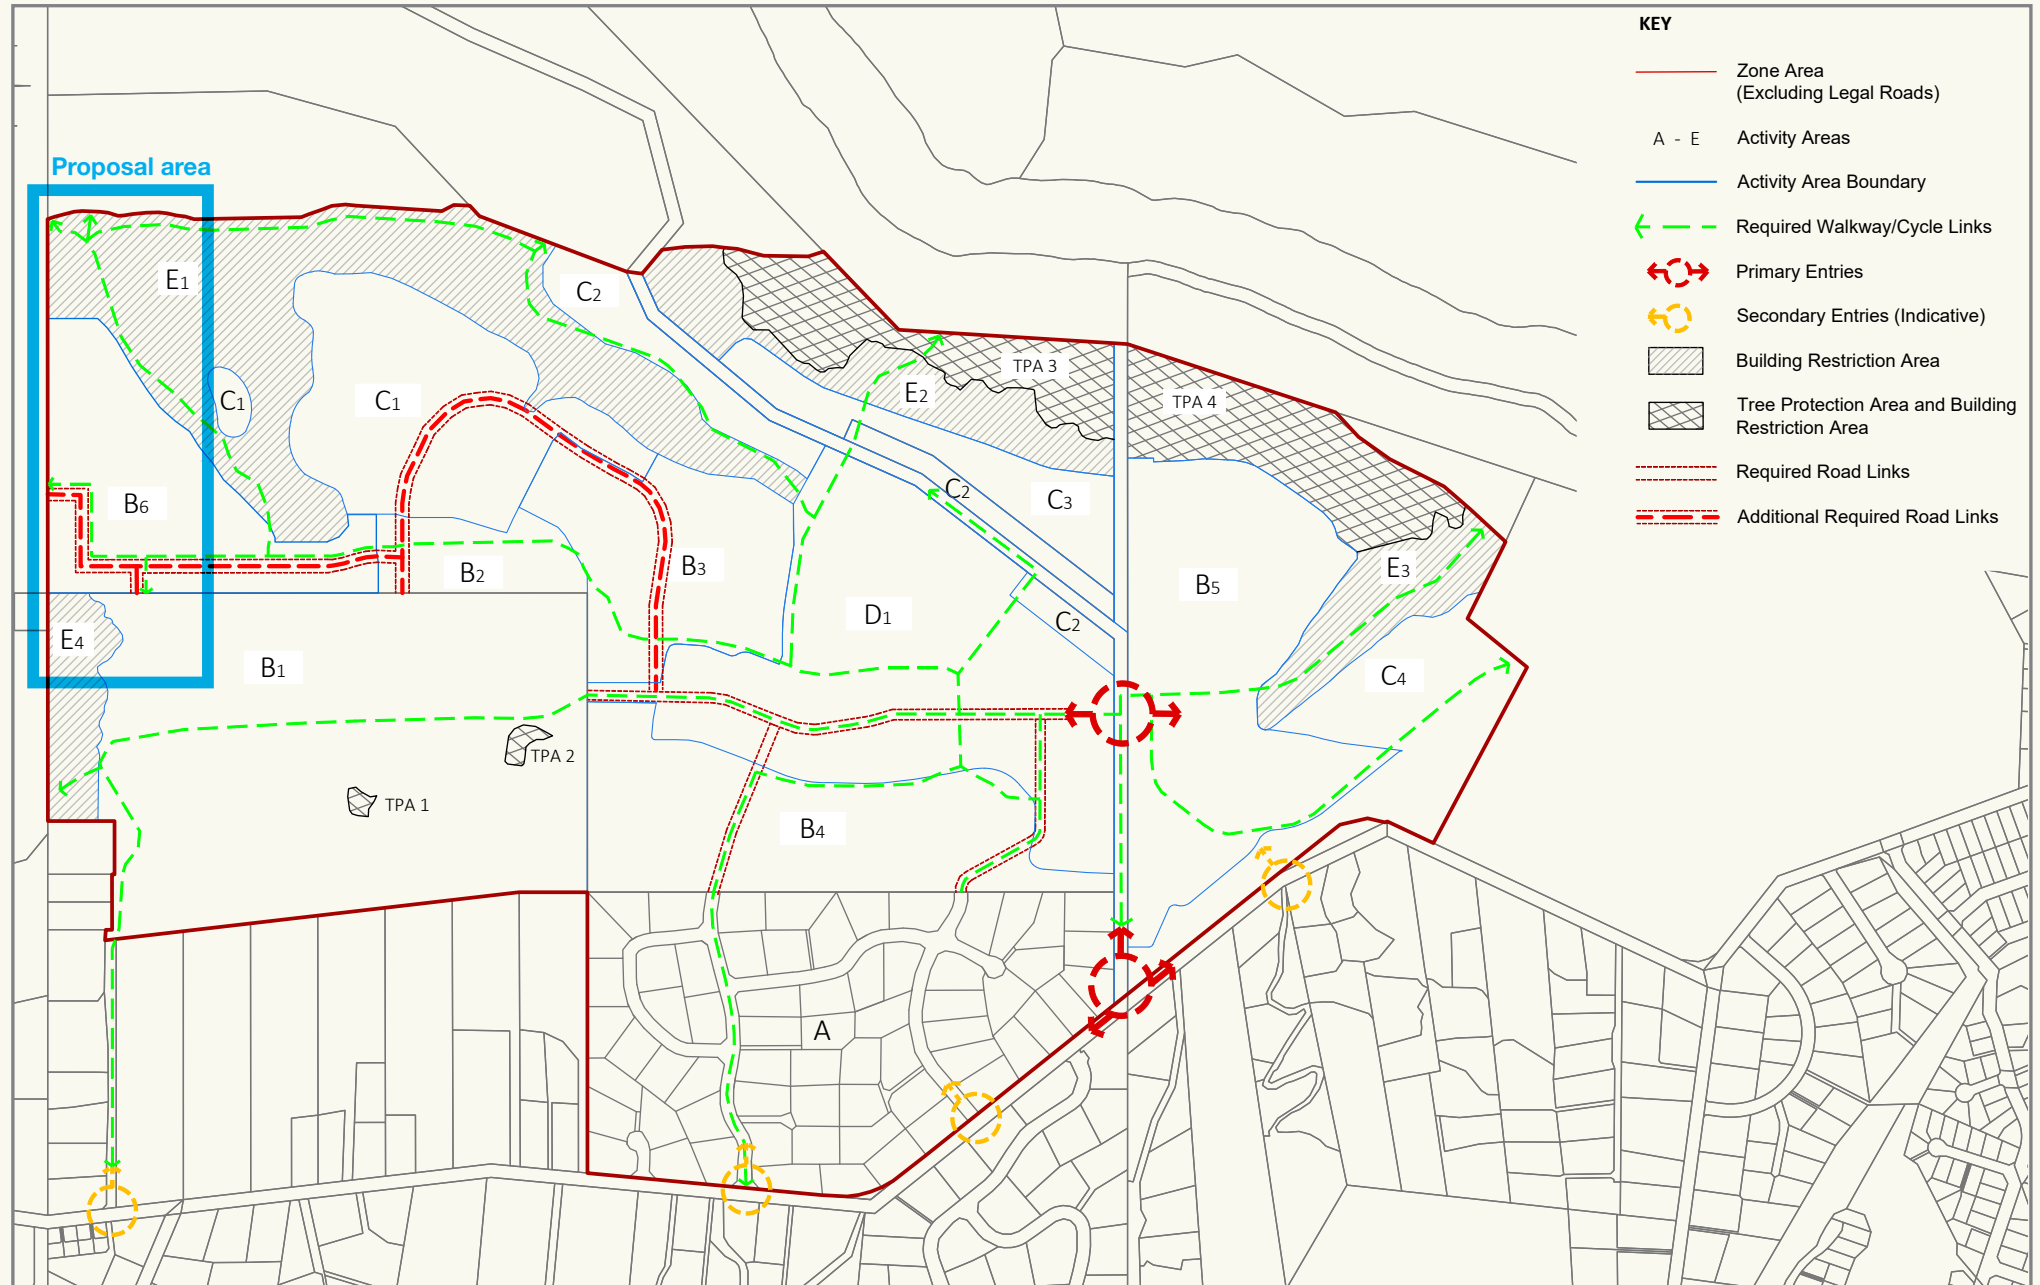 KEY
Zone Area
(Excluding Legal Roads)
A - E
Activity Areas
Activity Area Boundary
Required Walkway/Cycle Links
Primary Entries
Secondary Entries (Indicative)
Building Restriction Area
Tree Protection Area and Building
Restriction Area
Required Road Links
Additional Required Road Links
Proposal area
E1
C2
C1
C1
E2
TPA 3
TPA 4
C2
C3
B6
B2
B3
E3
B5
D1
C2
E4
B1
C4
TPA 2
TPA 1
B4
A